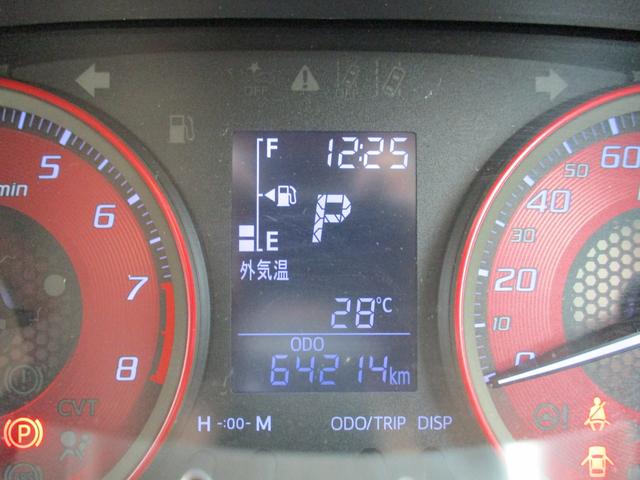 OFF
OFF
F 12:25
P
E
外気温
28°C
ODO
64214km
H -:00- M ODO/TRIP DISP
5
6
7
8
min
CVT
P
60
50
40
30
20
10
0